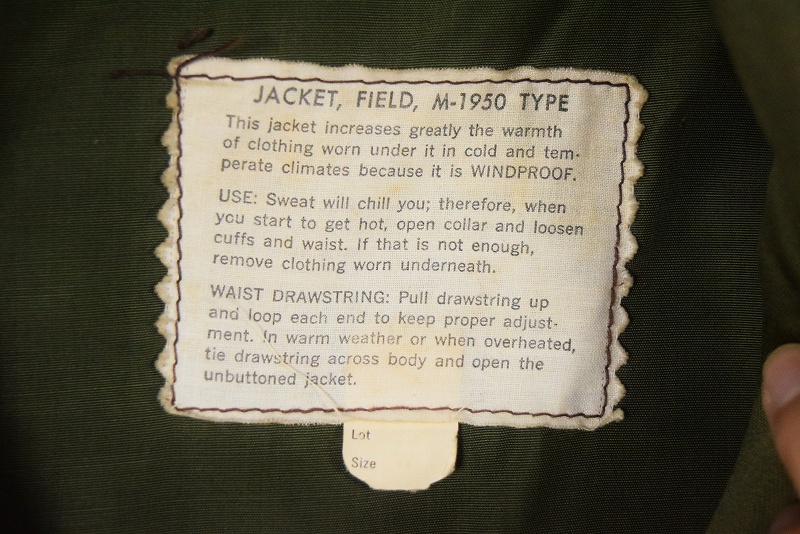 JACKET, FIELD, M-1950 TYPE
This jacket increases greatly the warmth
of clothing worn under it in cold and tem-
perate climates because it is WINDPROOF.
USE: Sweat will chill you; therefore, when
you start to get hot, open collar and loosen
cuffs and waist. If that is not enough,
remove clothing worn underneath.
WAIST DRAWSTRING: Pull drawstring up
and loop each end to keep proper adjust-
ment. In warm weather or when overheated,
tie drawstring across body and open the
unbuttoned jacket.
Lot
Size